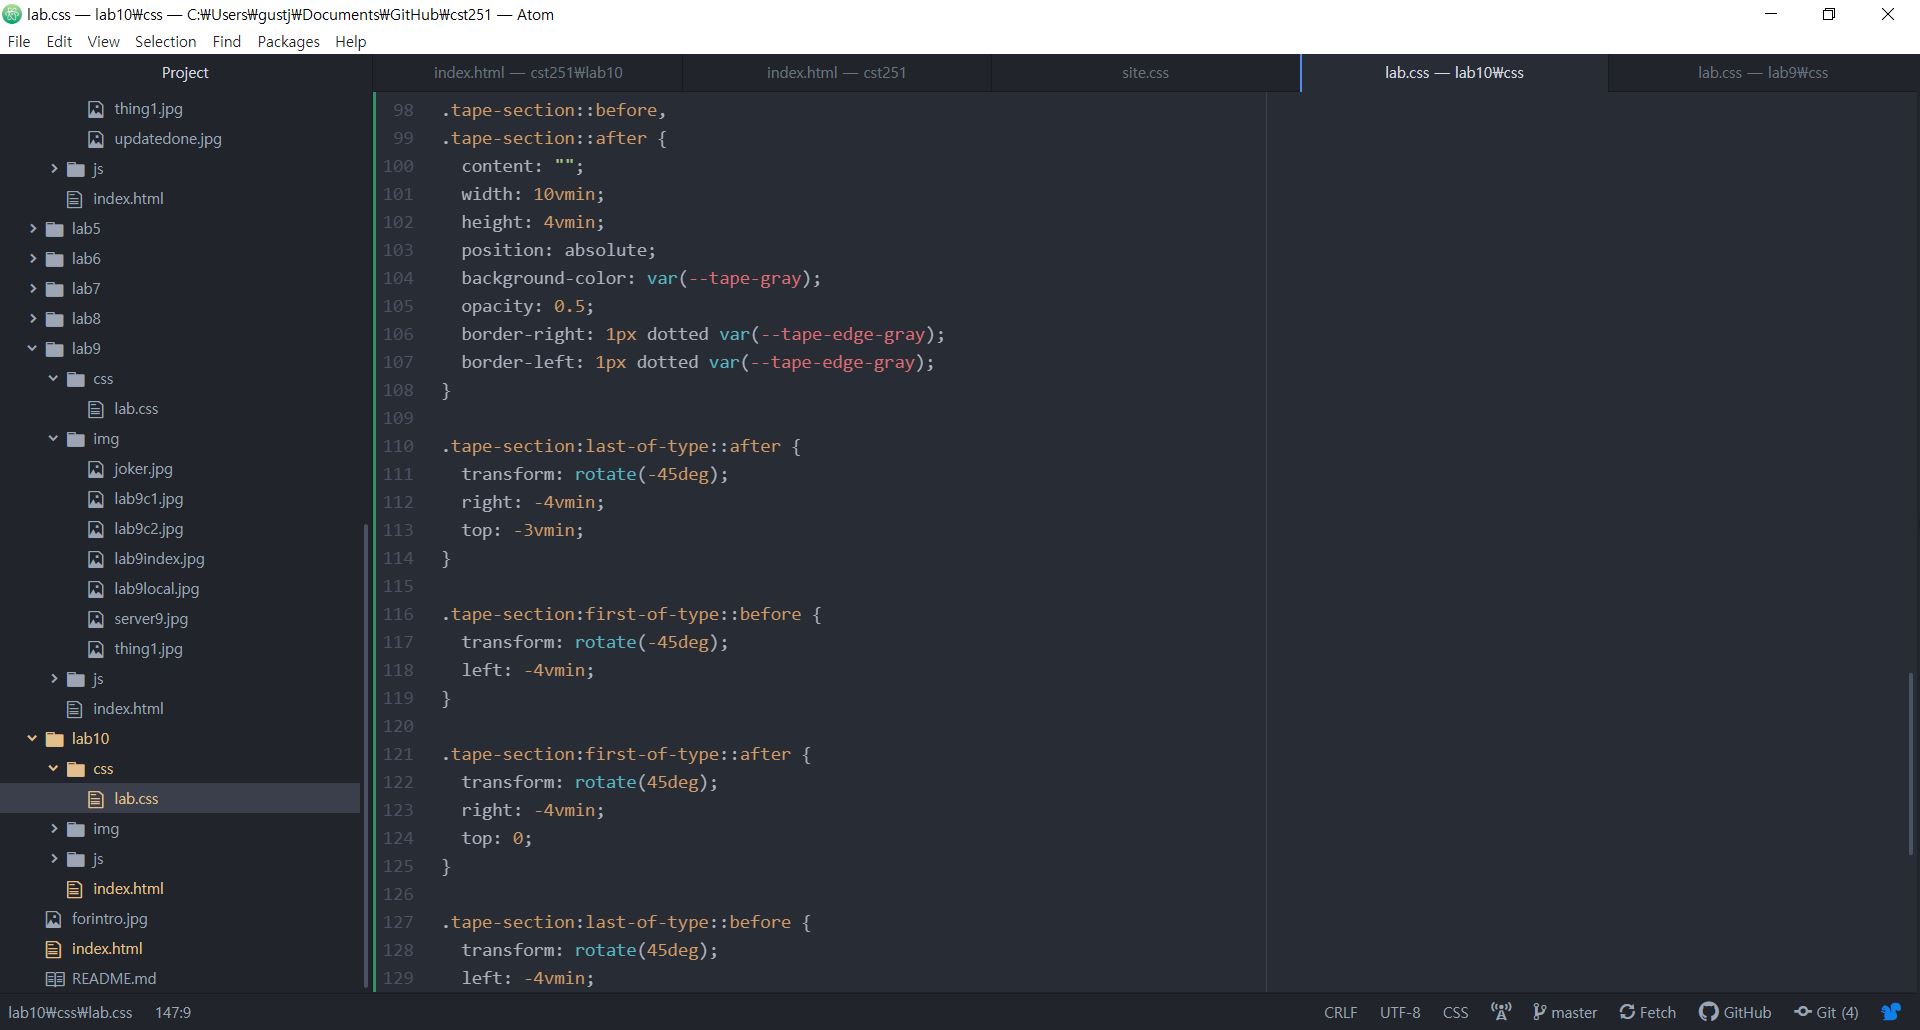 lab.css — lab10₩css — C:₩Users₩gustj₩Documents₩GitHub₩cst251 — Atom
File Edit View Selection Find Packages Help
Project
thing1.jpg
updatedone.jpg
js
index.html
lab5
lab6
lab7
lab8
lab9
css
lab.css
img
joker.jpg
lab9c1.jpg
lab9c2.jpg
lab9index.jpg
lab9local.jpg
server9.jpg
thing1.jpg
js
index.html
lab10
css
lab.css
img
js
index.html
forintro.jpg
index.html
README.md
index.html — cst251₩lab10 index.html — cst251 site.css lab.css — lab10₩css lab.css — lab9₩css
98 .tape-section::before,
99 .tape-section::after {
100 content: "";
101 width: 10vmin;
102 height: 4vmin;
103 position: absolute;
104 background-color: var(--tape-gray);
105 opacity: 0.5;
106 border-right: 1px dotted var(--tape-edge-gray);
107 border-left: 1px dotted var(--tape-edge-gray);
108 }
109
110 .tape-section:last-of-type::after {
111 transform: rotate(-45deg);
112 right: -4vmin;
113 top: -3vmin;
114 }
115
116 .tape-section:first-of-type::before {
117 transform: rotate(-45deg);
118 left: -4vmin;
119 }
120
121 .tape-section:first-of-type::after {
122 transform: rotate(45deg);
123 right: -4vmin;
124 top: 0;
125 }
126
127 .tape-section:last-of-type::before {
128 transform: rotate(45deg);
129 left: -4vmin;
lab10₩css₩lab.css 147:9 CRLF UTF-8 CSS master Fetch GitHub Git (4)